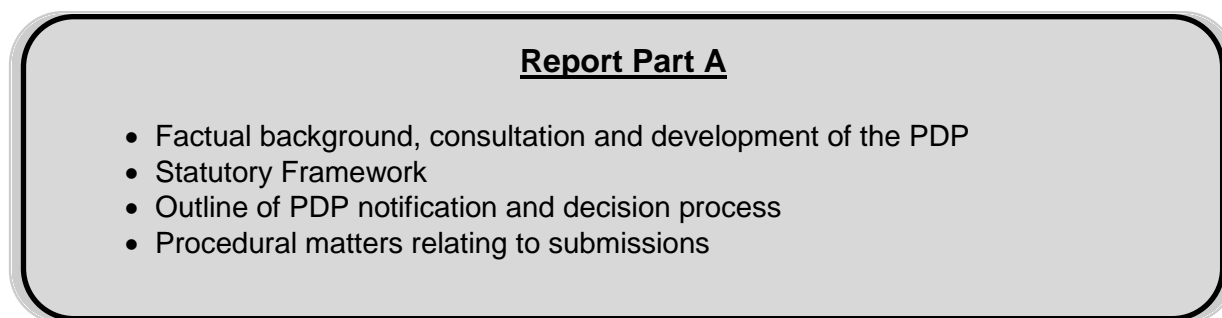 Report Part A
• Factual background, consultation and development of the PDP
• Statutory Framework
• Outline of PDP notification and decision process
• Procedural matters relating to submissions